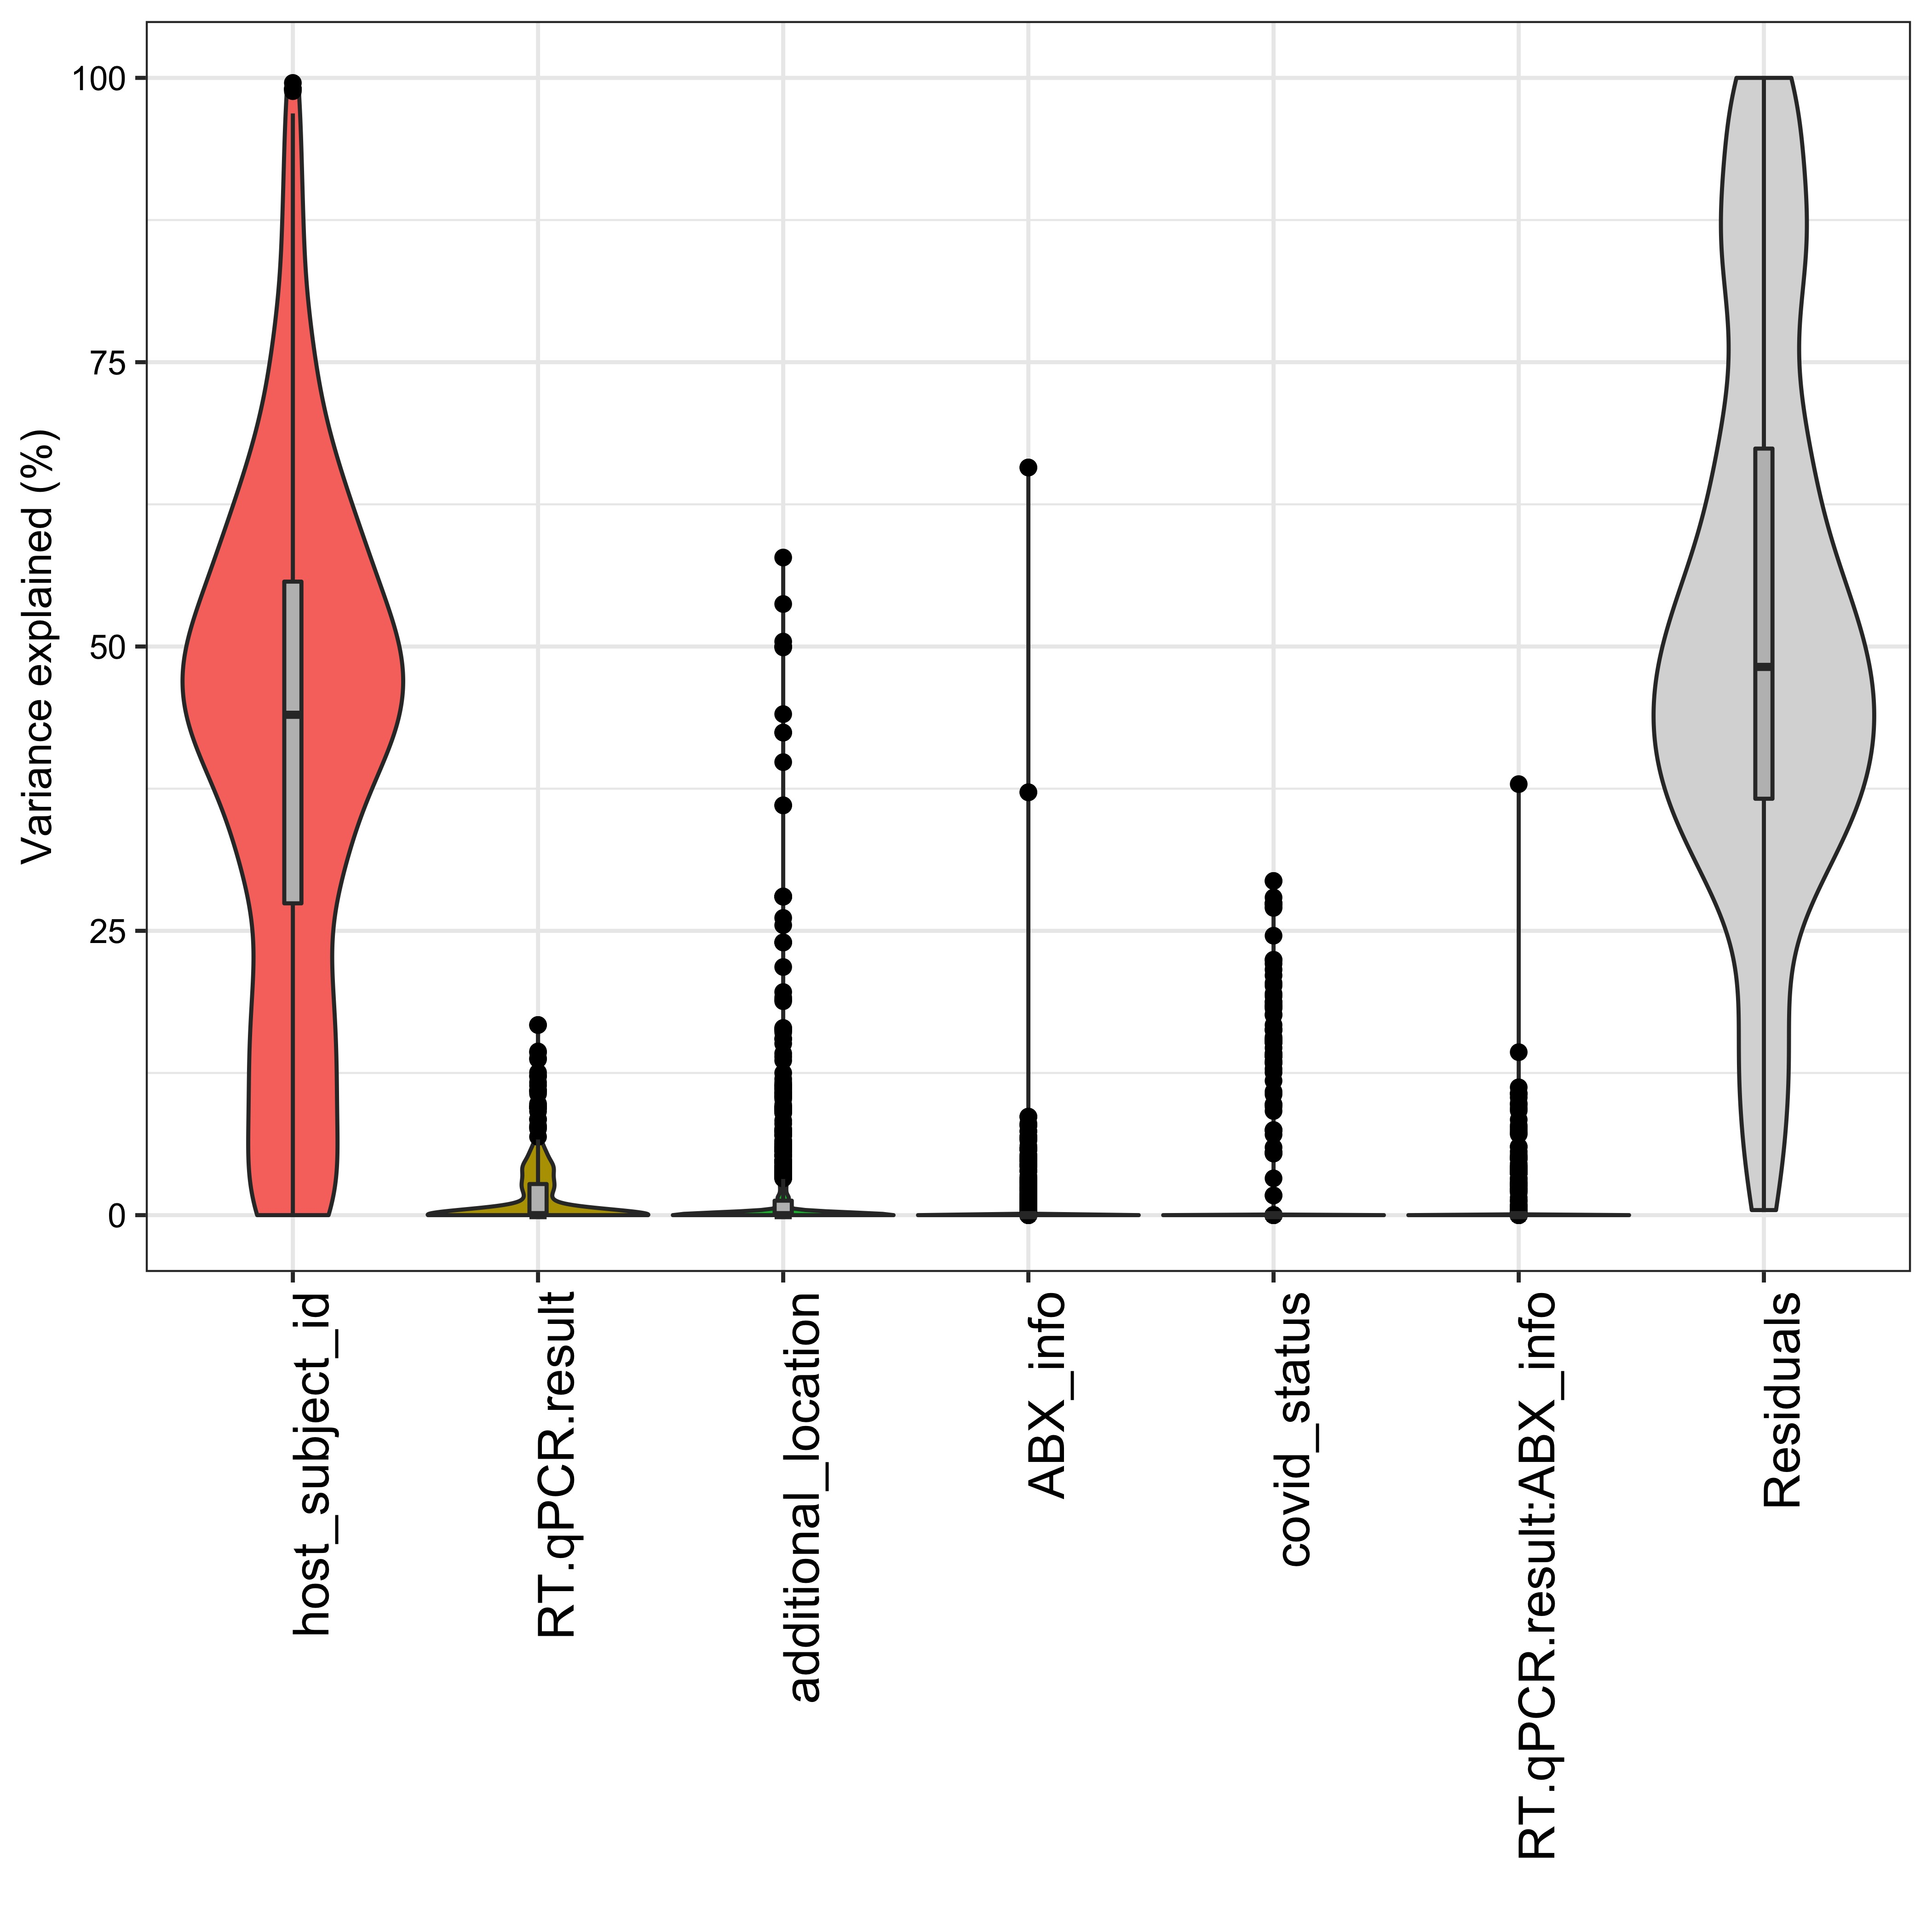 Variance explained (%)
100
75
50
25
0
host_subject_id
RT.qPCR.result
additional_location
ABX_info
covid_status
RT.qPCR.result:ABX_info
Residuals